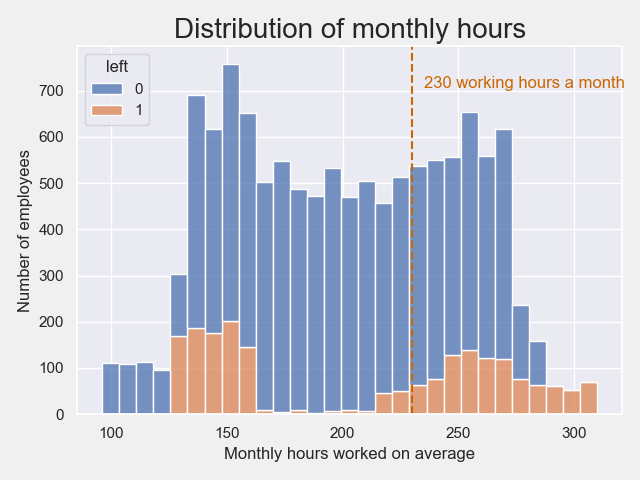 Distribution of monthly hours
left
0
1
230 working hours a month
Number of employees
700
600
500
400
300
200
100
0
100 150 200 250 300
Monthly hours worked on average